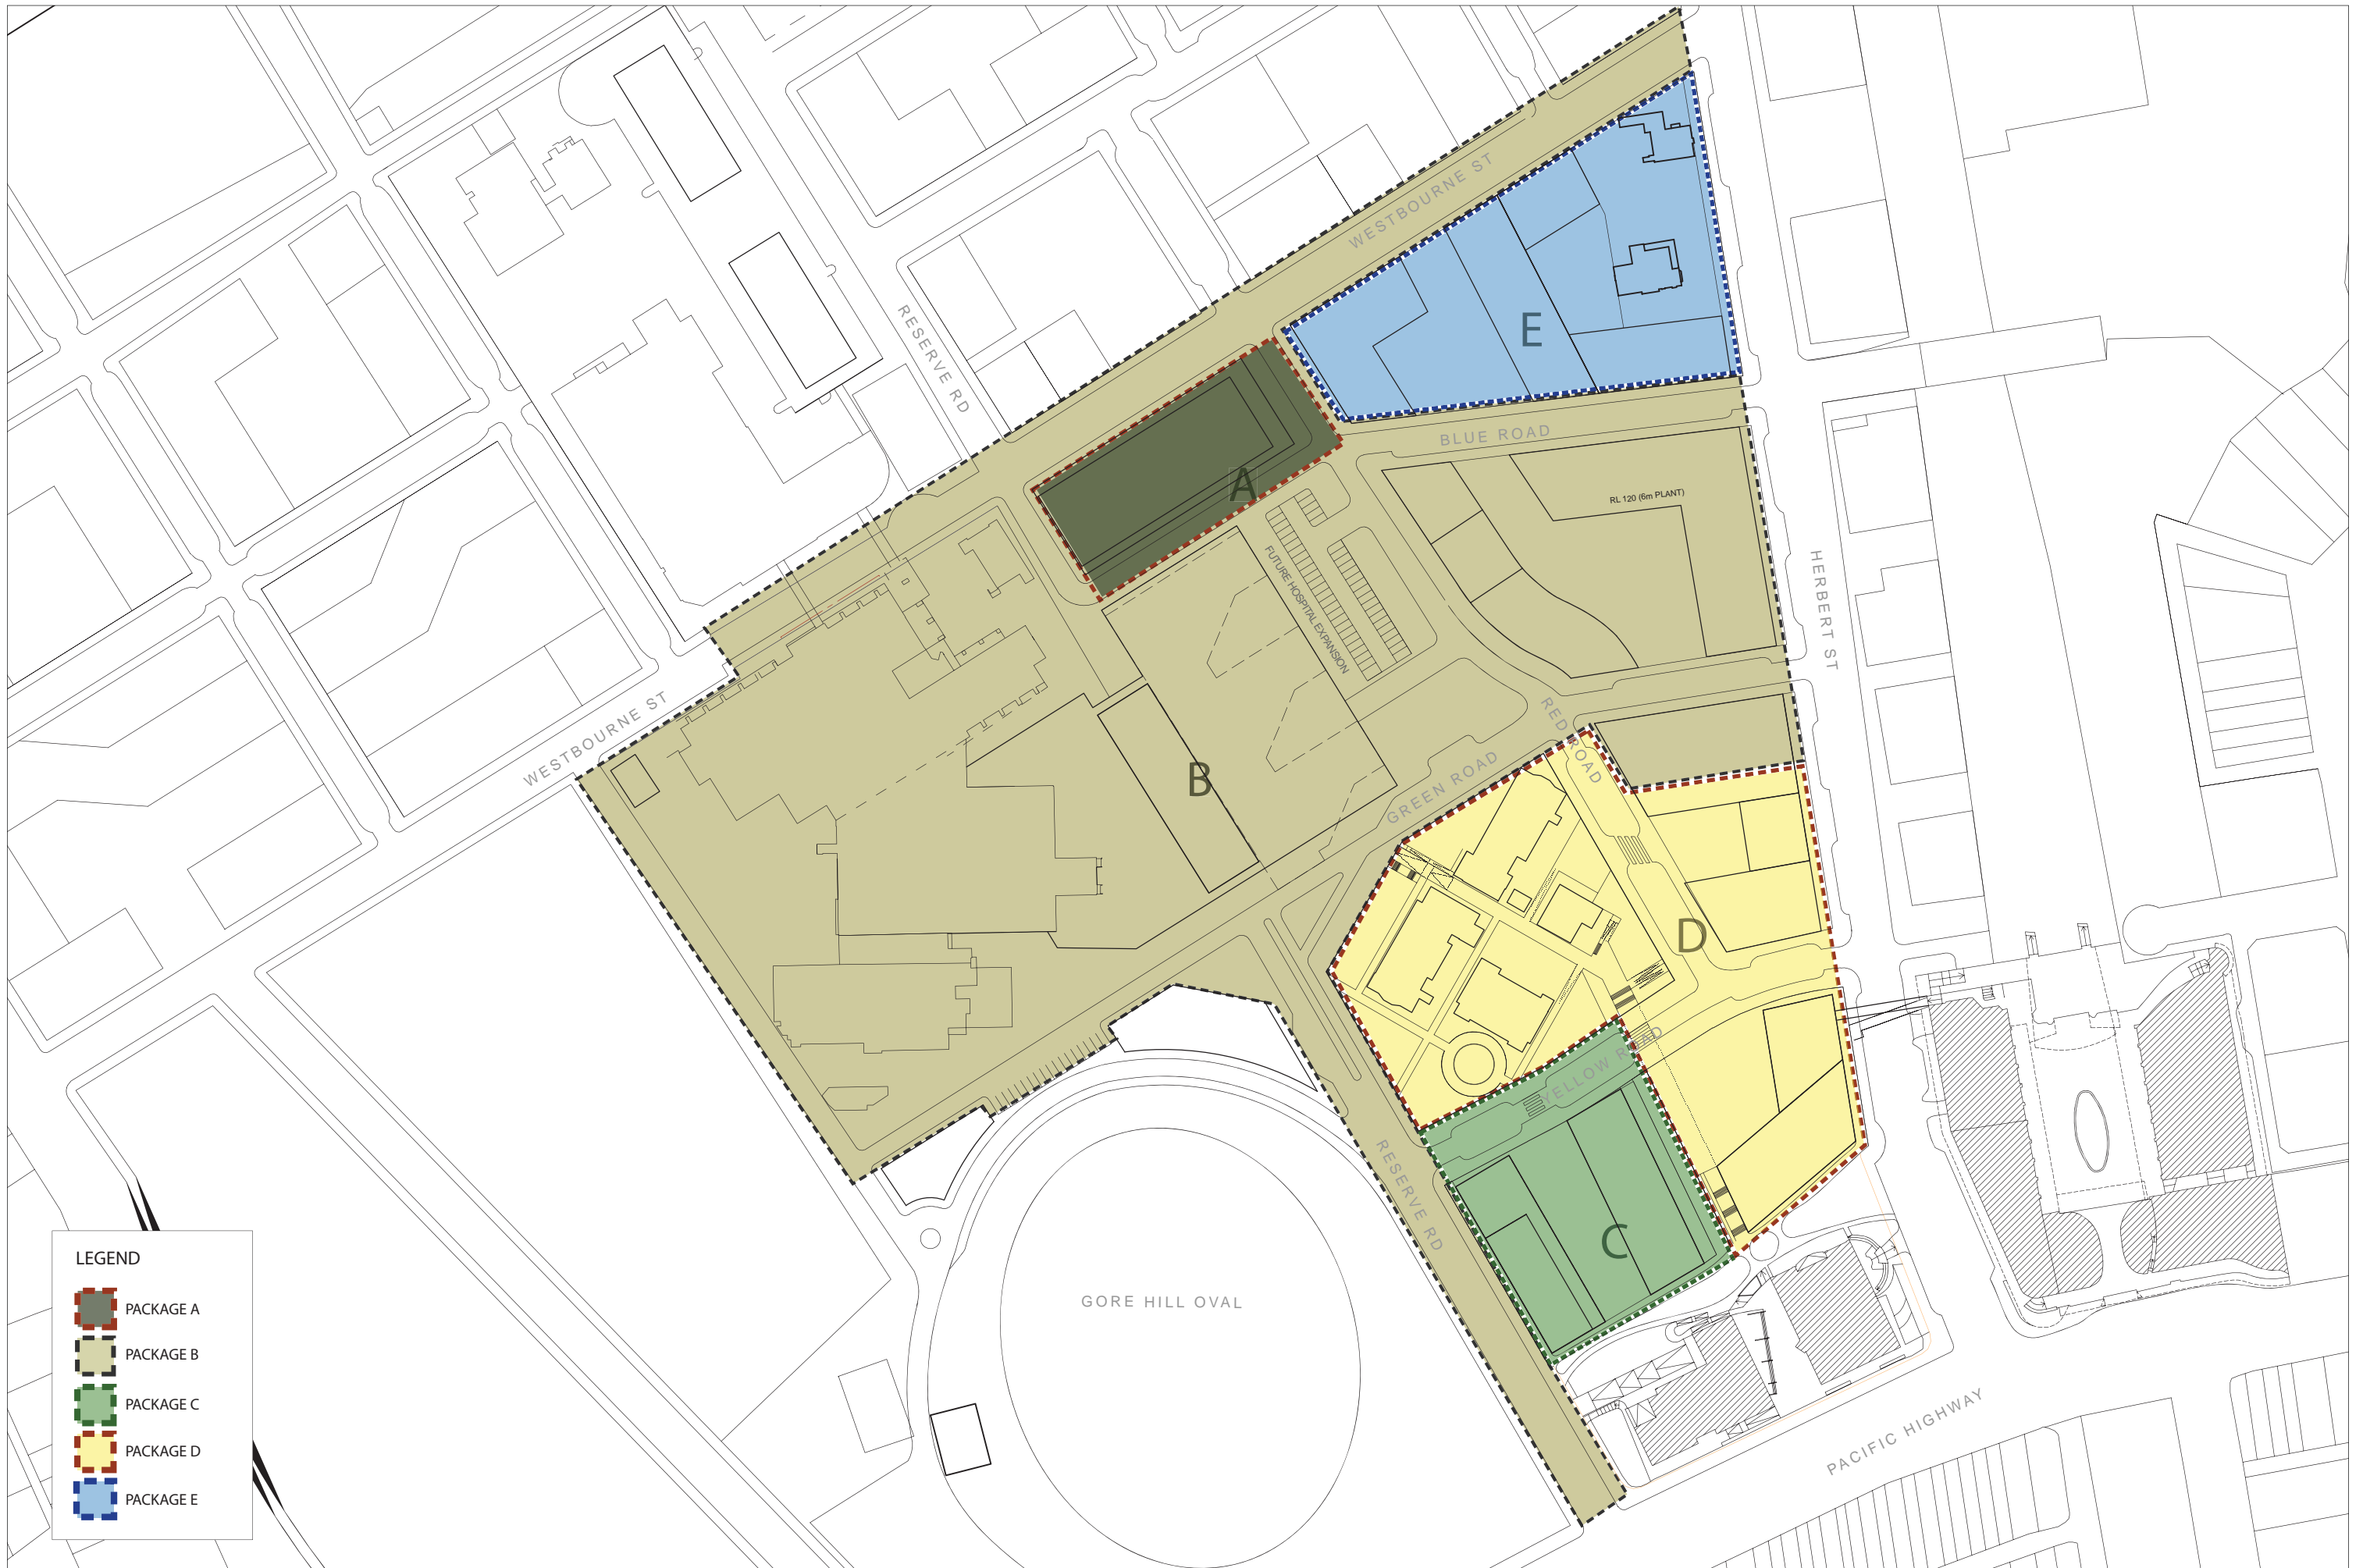 WESTBOURNE ST
RESERVE RD
E
BLUE ROAD
A
RL 120 (6m PLANT)
FUTURE HOSPITAL EXPANSION
HERBERT ST
WESTBOURNE ST
RED ROAD
B
GREEN ROAD
D
YELLOW ROAD
RESERVE RD
C
GORE HILL OVAL
PACIFIC HIGHWAY
LEGEND
PACKAGE A
PACKAGE B
PACKAGE C
PACKAGE D
PACKAGE E